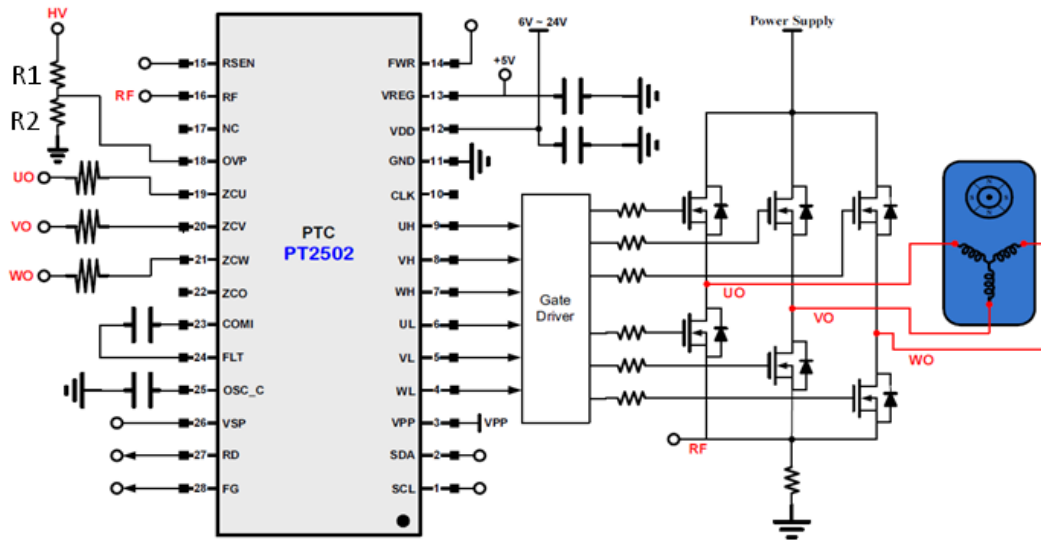 HV
R1
R2
UO
VO
WO
RF
15 RSEN
16 RF
17 NC
18 OVP
19 ZCU
20 ZCV
21 ZCW
22 ZCO
23 COMI
24 FLT
25 OSC_C
26 VSP
27 RD
28 FG
PTC
PT2502
FWR 14
VREG 13
VDD 12
GND 11
CLK 10
UH 9
VH 8
WH 7
UL 6
VL 5
WL 4
VPP 3 VPP
SDA 2
SCL 1
6V ~ 24V
+5V
Gate
Driver
Power Supply
UO
VO
WO
RF